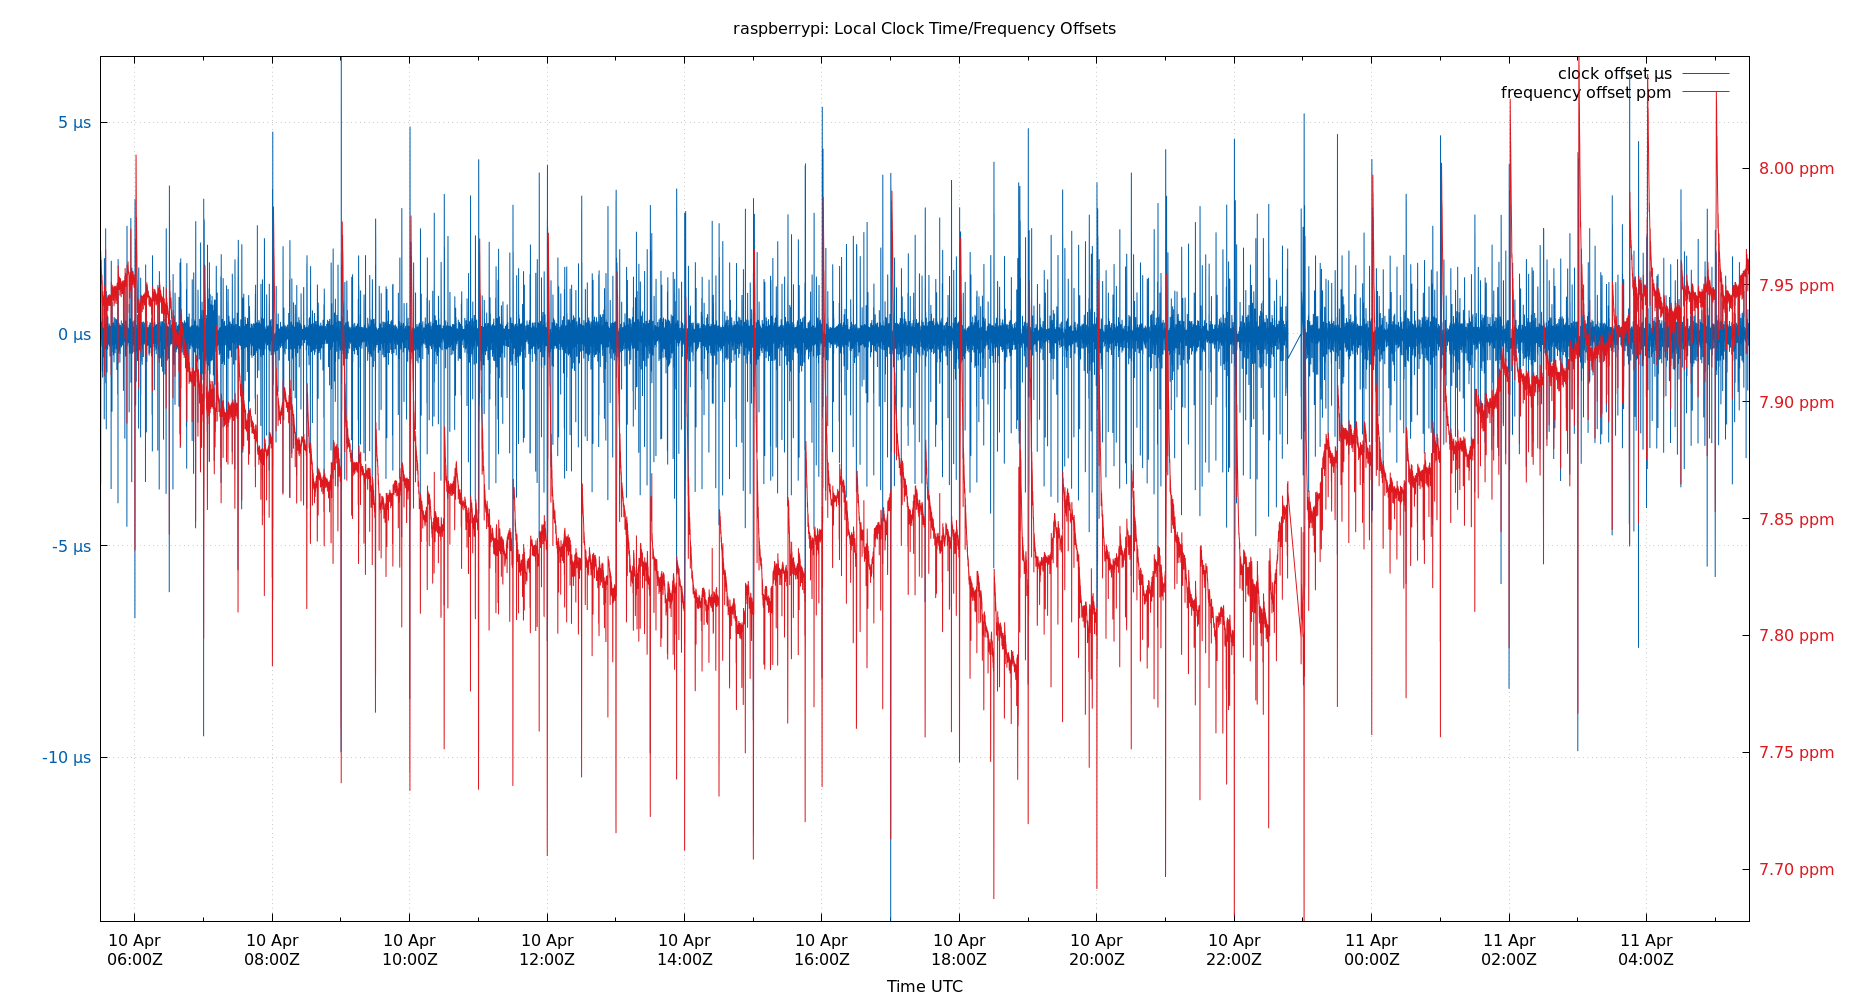 raspberrypi: Local Clock Time/Frequency Offsets
clock offset µs
frequency offset ppm
5 µs
0 µs
-5 µs
-10 µs
8.00 ppm
7.95 ppm
7.90 ppm
7.85 ppm
7.80 ppm
7.75 ppm
7.70 ppm
10 Apr 10 Apr 10 Apr 10 Apr 10 Apr 10 Apr 10 Apr 10 Apr 10 Apr 11 Apr 11 Apr 11 Apr
06:00Z 08:00Z 10:00Z 12:00Z 14:00Z 16:00Z 18:00Z 20:00Z 22:00Z 00:00Z 02:00Z 04:00Z
Time UTC